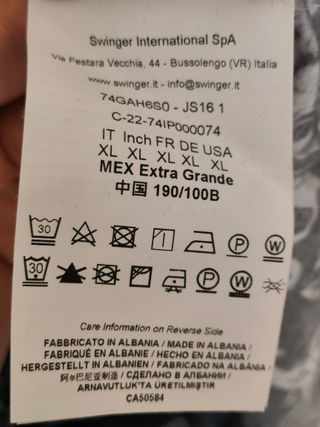 Swinger International SpA
Via Festara Vecchia, 44 - Bussolengo (VR) Italia
www.swinger.it - info@swinger.it
74GAH6S0 - JS16 1
C-22-74IP000074
IT Inch FR DE USA
XL XL XL XL XL
MEX Extra Grande
中国 190/100B
30
P W
30
P W
Care Information on Reverse Side
FABBRICATO IN ALBANIA / MADE IN ALBANIA /
FABRIQUÉ EN ALBANIE / HECHO EN ALBANIA /
HERGESTELLT IN ALBANIEN / FABRICADO NA ALBÂNIA /
阿尔巴尼亚制造 / СДЕЛАНО В АЛБАНИИ /
ARNAVUTLUK'TA ÜRETİLMİŞTİR
CA50584